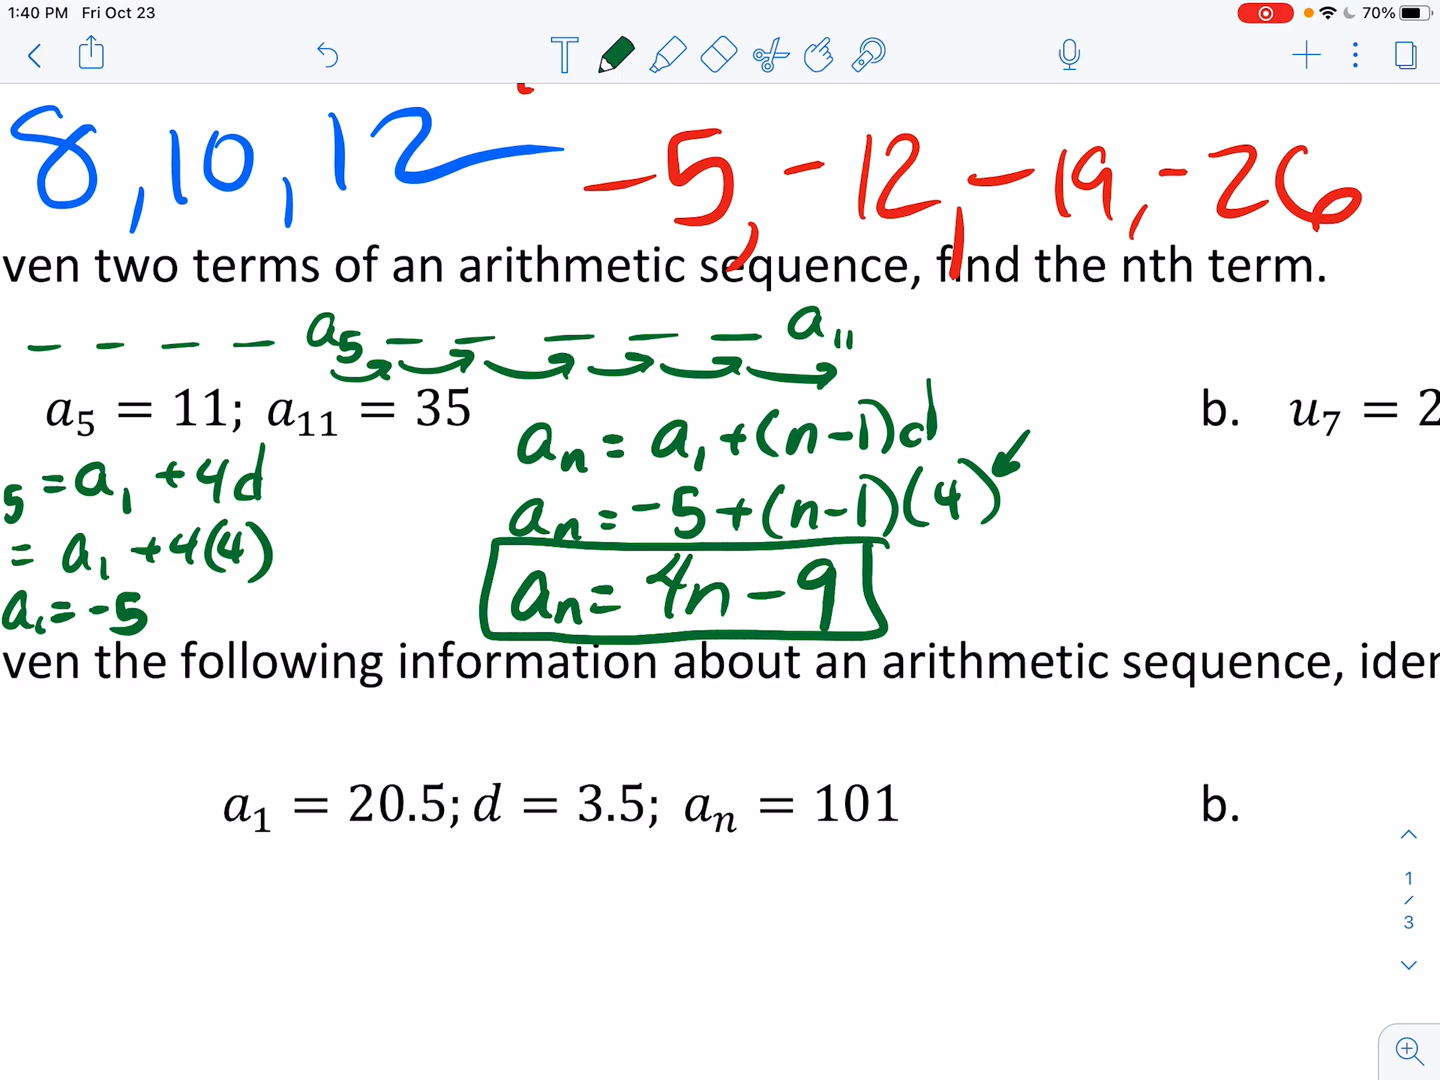 1:40 PM Fri Oct 23 70%
T
8, 10, 12 -5, -12, -19, -26
ven two terms of an arithmetic sequence, find the nth term.
_ _ _ _ a₅ _ _ _ _ _ a₁₁
a₅ = 11; a₁₁ = 35 b. u₇ = 2
aₙ = a₁ + (n-1)d
₅ = a₁ + 4d
aₙ = -5 + (n-1)(4)
= a₁ + 4(4)
aₙ = 4n - 9
a₁ = -5
ven the following information about an arithmetic sequence, iden
a₁ = 20.5; d = 3.5; aₙ = 101 b.
1
/
3